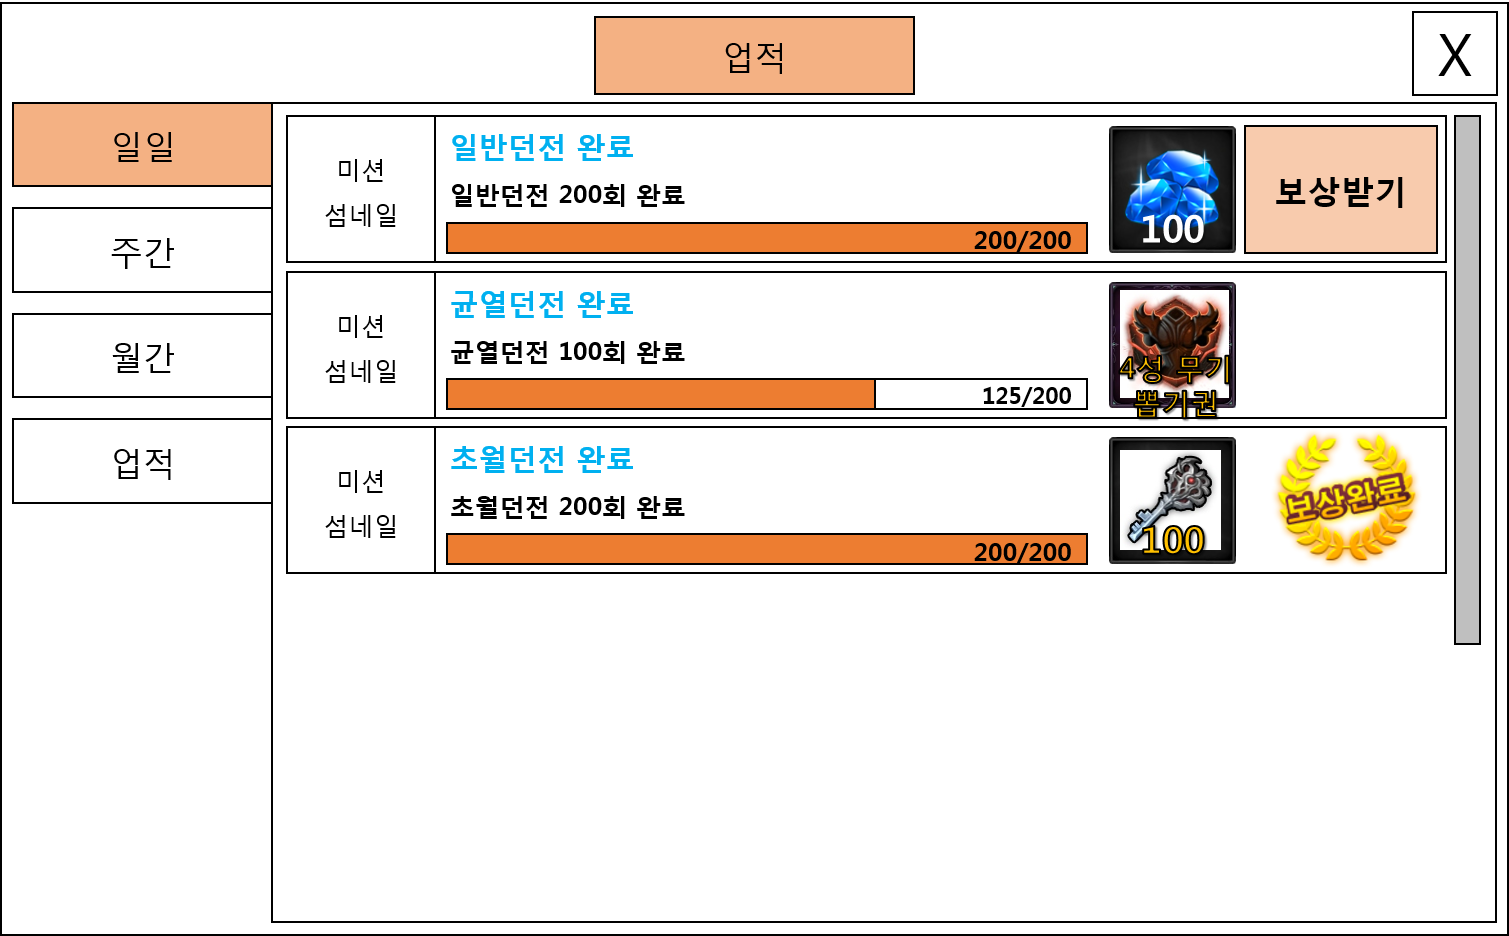 업적
X
일일
주간
월간
업적
미션
섬네일
일반던전 완료
일반던전 200회 완료
200/200
100
보상받기
미션
섬네일
균열던전 완료
균열던전 100회 완료
125/200
4성 무기
뽑기권
미션
섬네일
초월던전 완료
초월던전 200회 완료
200/200
100
보상완료